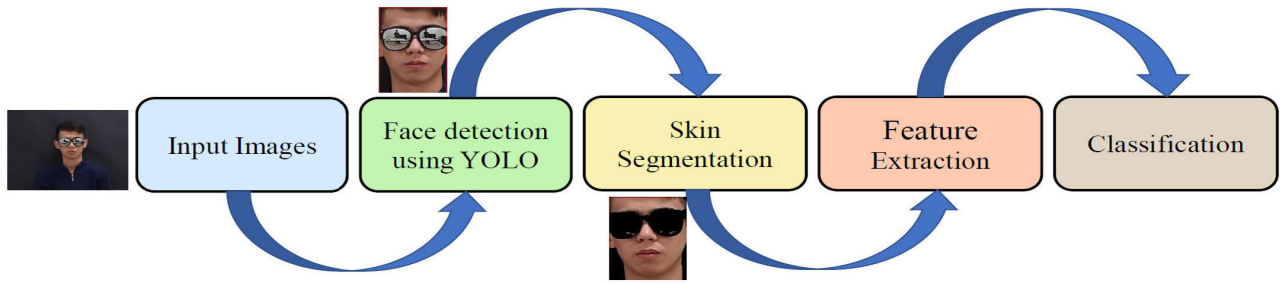 Input Images
Face detection
using YOLO
Skin
Segmentation
Feature
Extraction
Classification